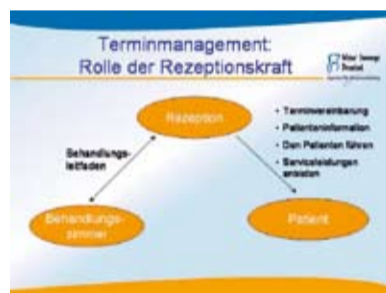 Terminmanagement:
Rolle der Rezeptionskraft
Rezeption
• Terminvereinbarung
• Patienteninformation
• Den Patienten führen
• Serviceleistungen
anbieten
Behandlungs-
leitfaden
Behandlungs-
zimmer
Patient